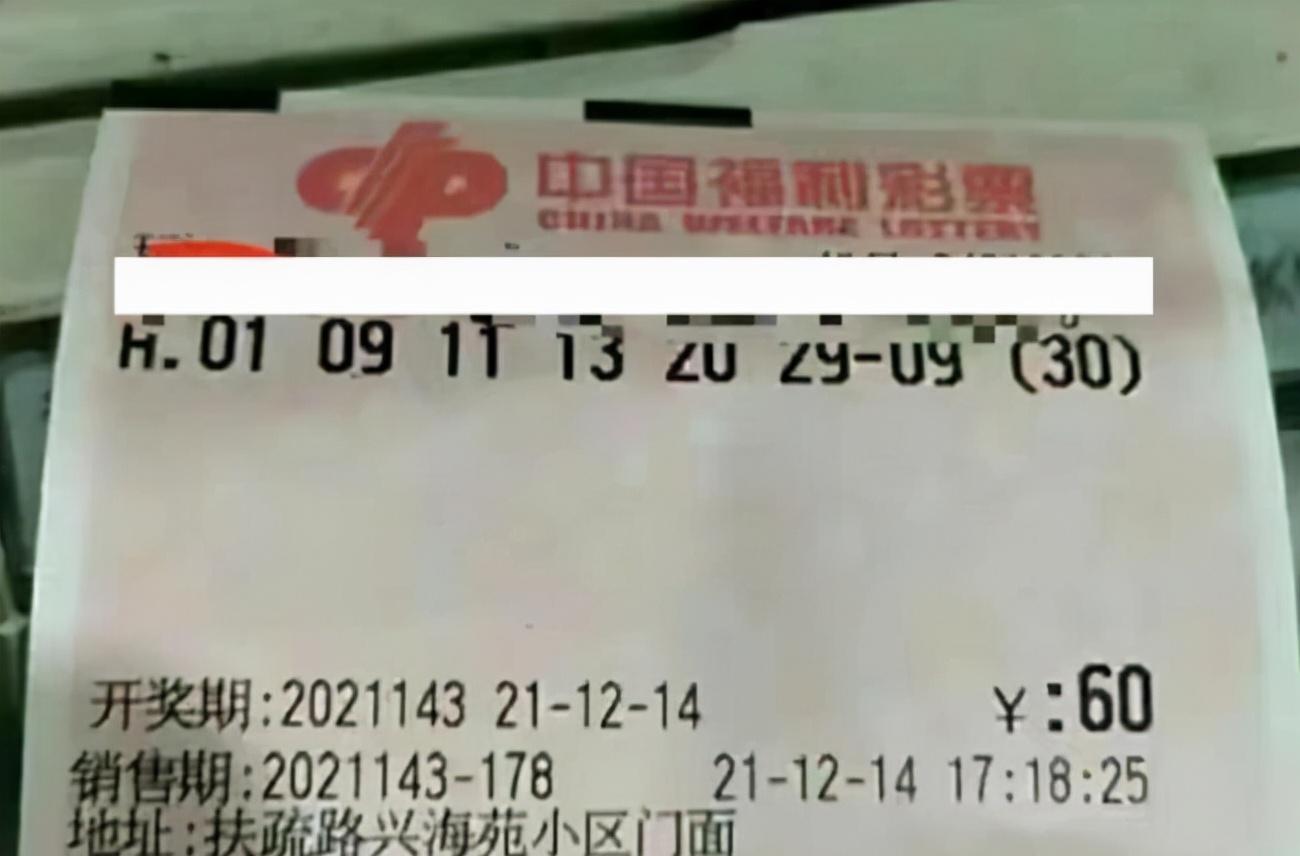 中国福利彩票
CHINA WELFARE LOTTERY
A.01 09 11 13 20 29-09 (30)
开奖期:2021143 21-12-14 ¥:60
销售期:2021143-178 21-12-14 17:18:25
地址:扶疏路兴海苑小区门面